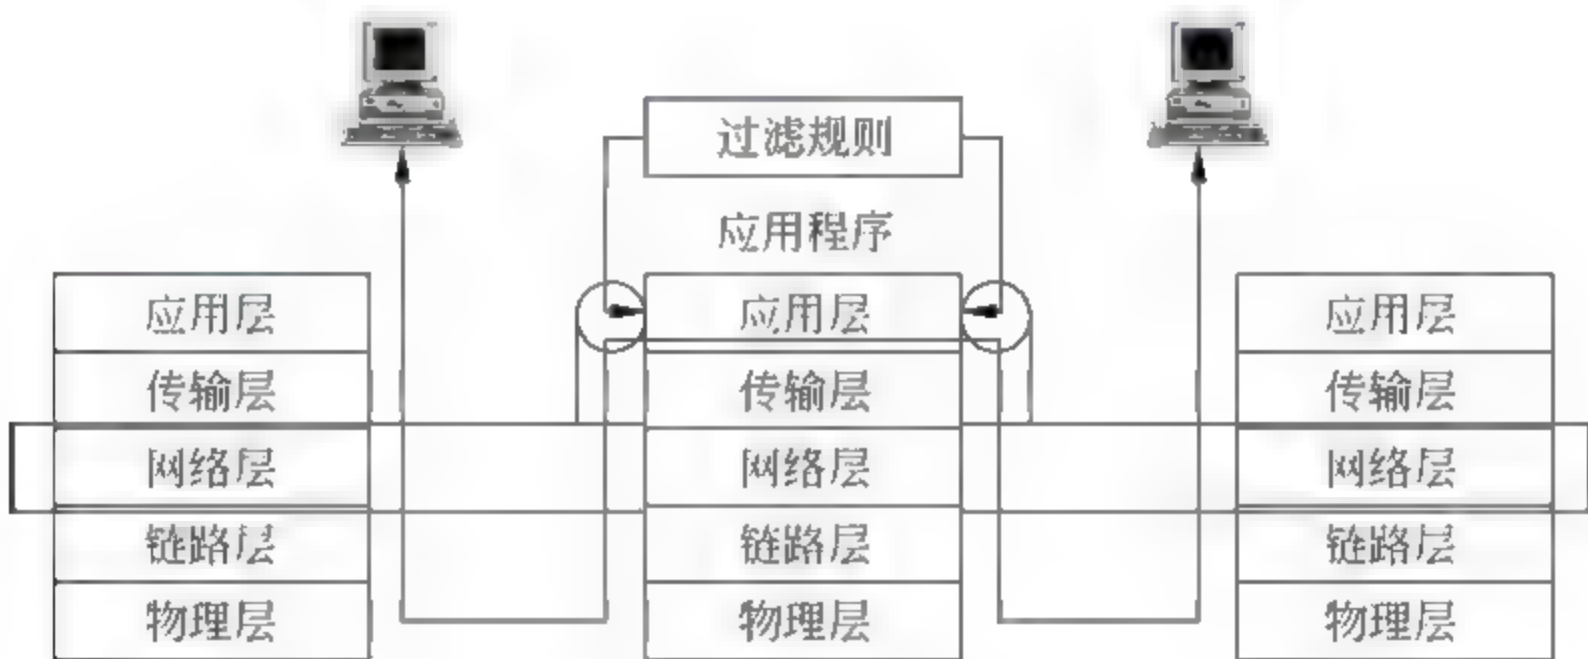 过滤规则
应用程序
应用层 应用层 应用层
传输层 传输层 传输层
网络层 网络层 网络层
链路层 链路层 链路层
物理层 物理层 物理层